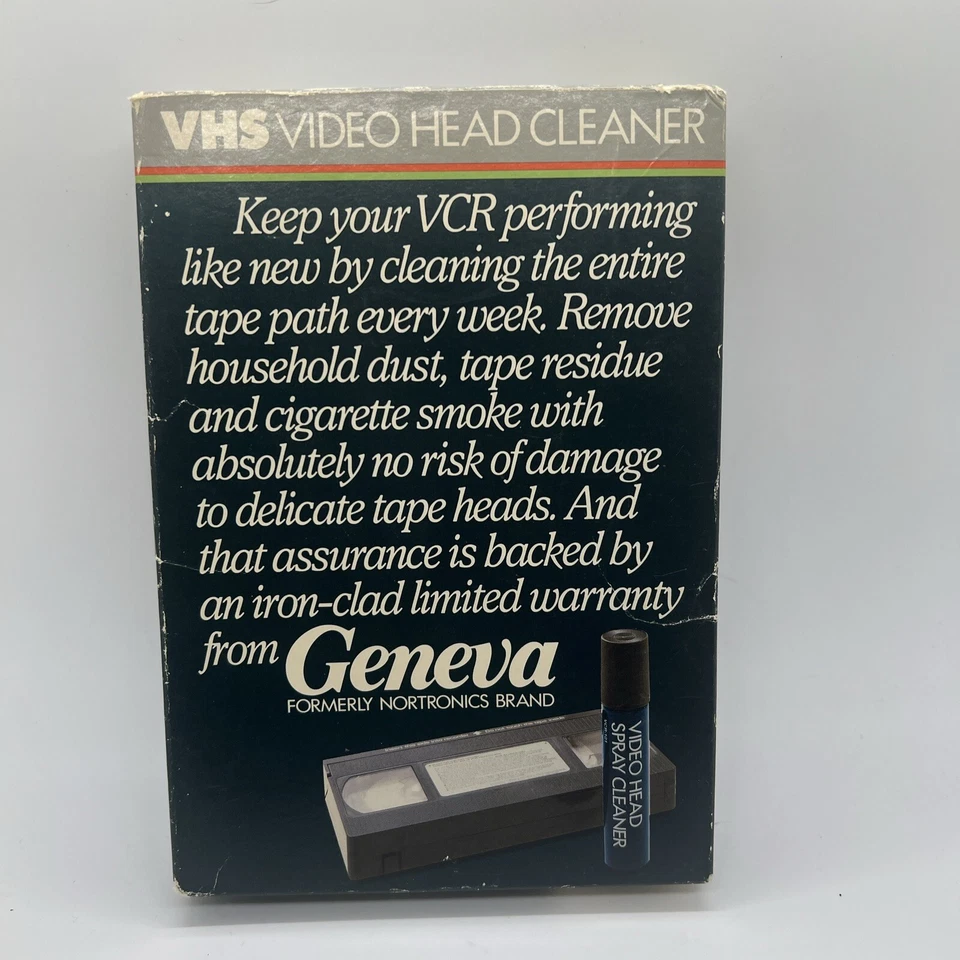 VHS VIDEO HEAD CLEANER
Keep your VCR performing
like new by cleaning the entire
tape path every week. Remove
household dust, tape residue
and cigarette smoke with
absolutely no risk of damage
to delicate tape heads. And
that assurance is backed by
an iron-clad limited warranty
from Geneva
FORMERLY NORTRONICS BRAND
VIDEO HEAD
SPRAY CLEANER